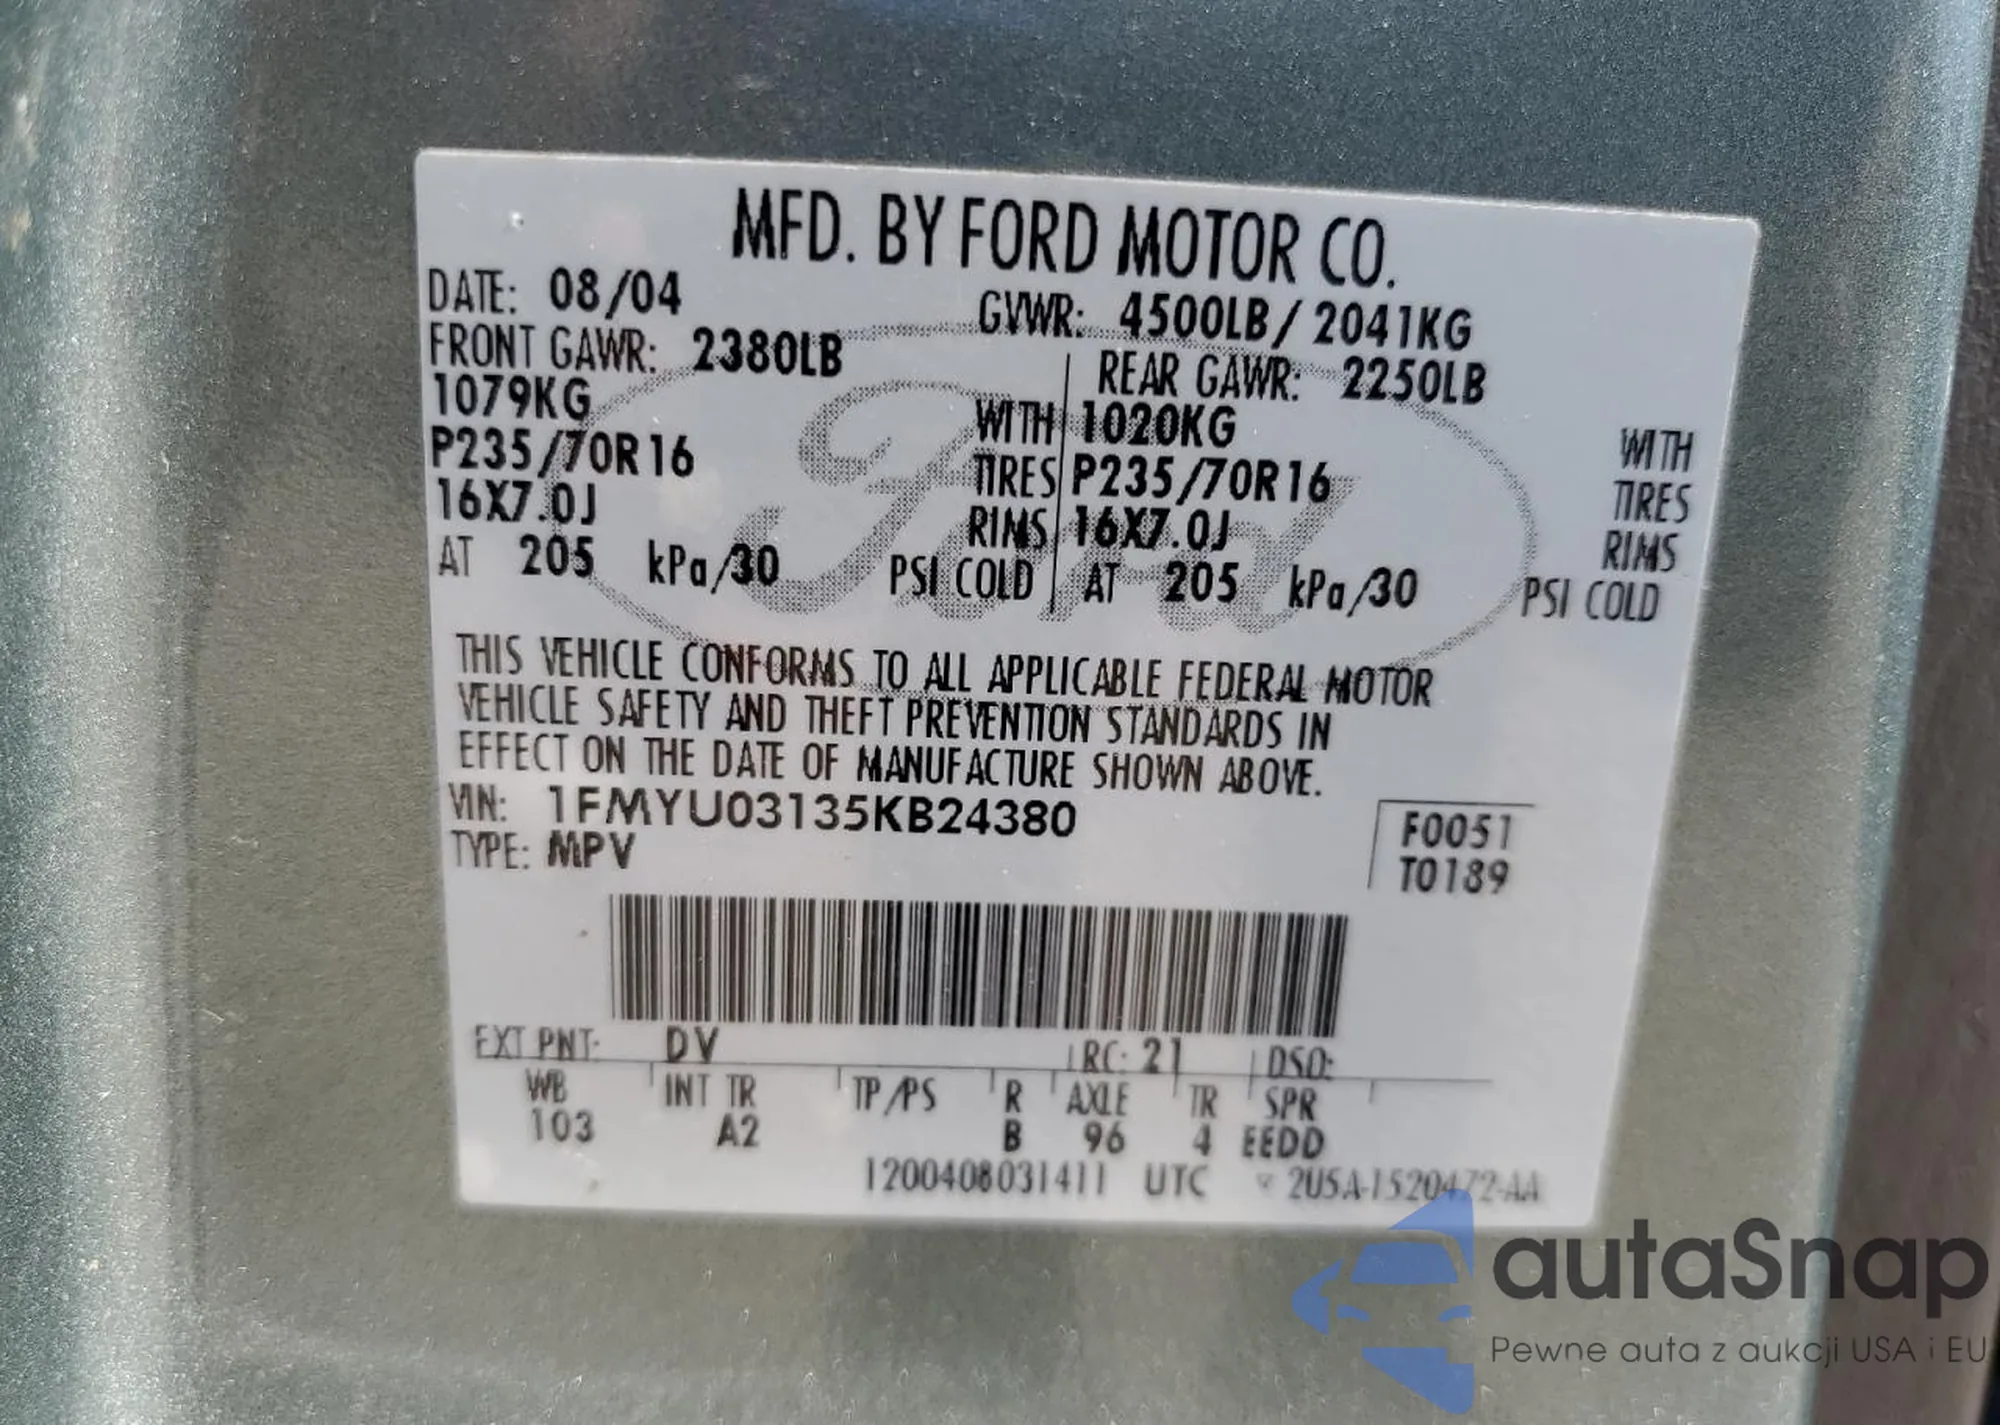 MFD. BY FORD MOTOR CO.
DATE: 08/04 GVWR: 4500LB/ 2041KG
FRONT GAWR: 2380LB REAR GAWR: 2250LB
1079KG WITH 1020KG WITH
P235/70R16 TIRES P235/70R16 TIRES
16X7.0J RIMS 16X7.0J RIMS
AT 205 kPa/30 PSI COLD AT 205 kPa/30 PSI COLD
Ford
THIS VEHICLE CONFORMS TO ALL APPLICABLE FEDERAL MOTOR
VEHICLE SAFETY AND THEFT PREVENTION STANDARDS IN
EFFECT ON THE DATE OF MANUFACTURE SHOWN ABOVE.
VIN: 1FMYU03135KB24380 F0051
TYPE: MPV T0189
EXT PNT: DV RC: 21 DSO:
WB INT TR TP/PS R AXLE TR SPR
103 A2 B 96 4 EEDD
1200408031411 UTC 2U5A-1520472-AA
autaSnap
Pewne auta z aukcji USA i EU